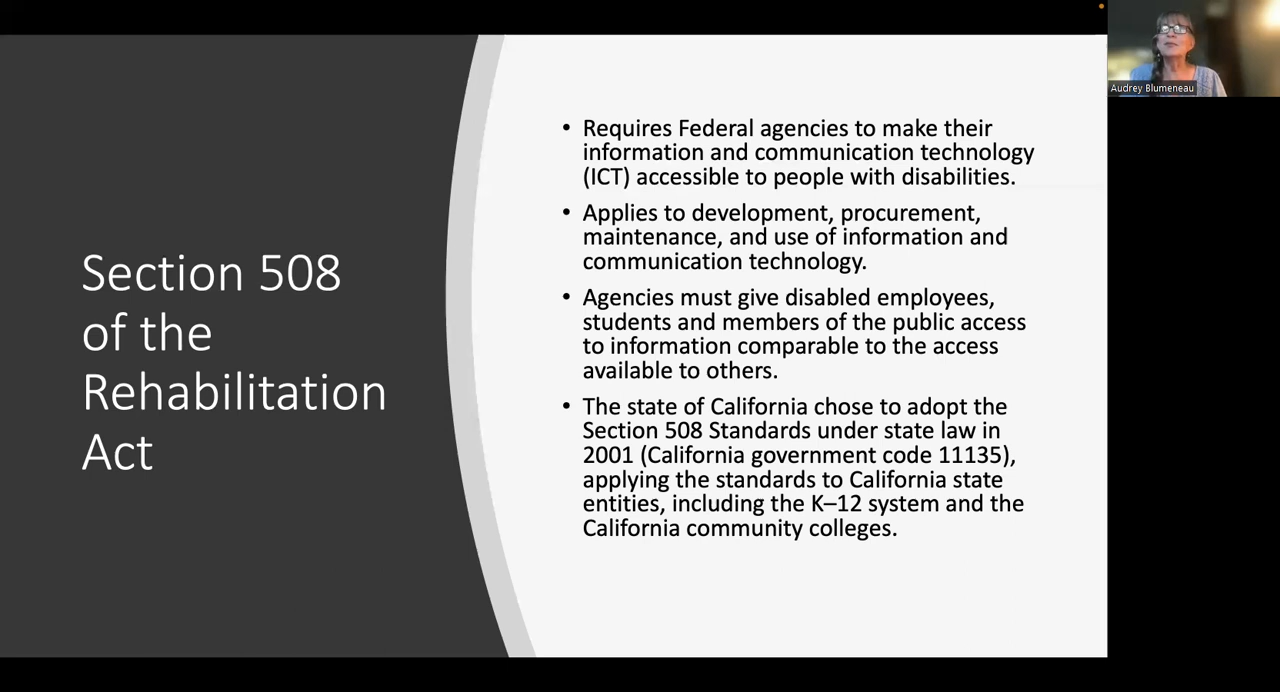 Section 508
of the
Rehabilitation
Act
• Requires Federal agencies to make their
information and communication technology
(ICT) accessible to people with disabilities.
• Applies to development, procurement,
maintenance, and use of information and
communication technology.
• Agencies must give disabled employees,
students and members of the public access
to information comparable to the access
available to others.
• The state of California chose to adopt the
Section 508 Standards under state law in
2001 (California government code 11135),
applying the standards to California state
entities, including the K–12 system and the
California community colleges.
Audrey Blumeneau